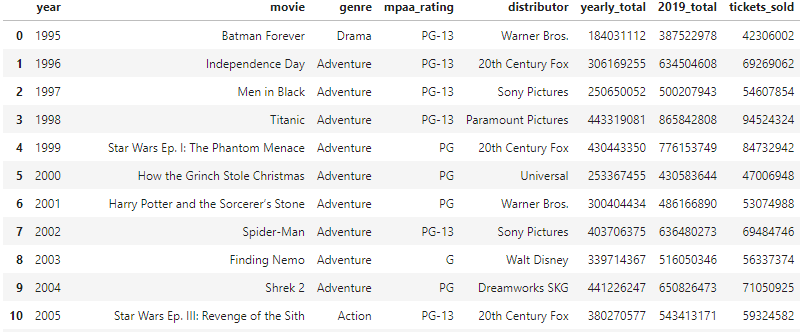 year movie genre mpaa_rating distributor yearly_total 2019_total tickets_sold
0 1995 Batman Forever Drama PG-13 Warner Bros. 184031112 387522978 42306002
1 1996 Independence Day Adventure PG-13 20th Century Fox 306169255 634504608 69269062
2 1997 Men in Black Adventure PG-13 Sony Pictures 250650052 500207943 54607854
3 1998 Titanic Adventure PG-13 Paramount Pictures 443319081 865842808 94524324
4 1999 Star Wars Ep. I: The Phantom Menace Adventure PG 20th Century Fox 430443350 776153749 84732942
5 2000 How the Grinch Stole Christmas Adventure PG Universal 253367455 430583644 47006948
6 2001 Harry Potter and the Sorcerer’s Stone Adventure PG Warner Bros. 300404434 486166890 53074988
7 2002 Spider-Man Adventure PG-13 Sony Pictures 403706375 636480273 69484746
8 2003 Finding Nemo Adventure G Walt Disney 339714367 516050346 56337374
9 2004 Shrek 2 Adventure PG Dreamworks SKG 441226247 650826473 71050925
10 2005 Star Wars Ep. III: Revenge of the Sith Action PG-13 20th Century Fox 380270577 543413171 59324582